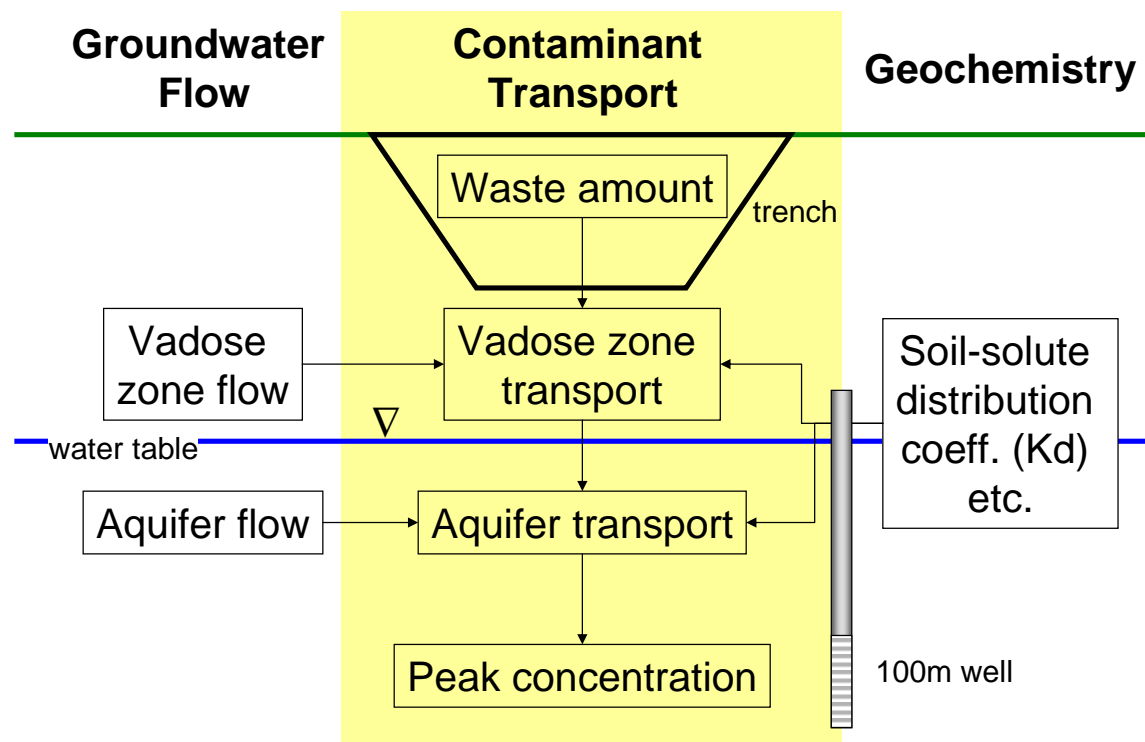 Groundwater
Flow
Contaminant
Transport
Geochemistry
Waste amount
trench
Vadose
zone flow
Vadose zone
transport
Soil-solute
distribution
coeff. (Kd)
etc.
∇
water table
Aquifer flow
Aquifer transport
Peak concentration
100m well